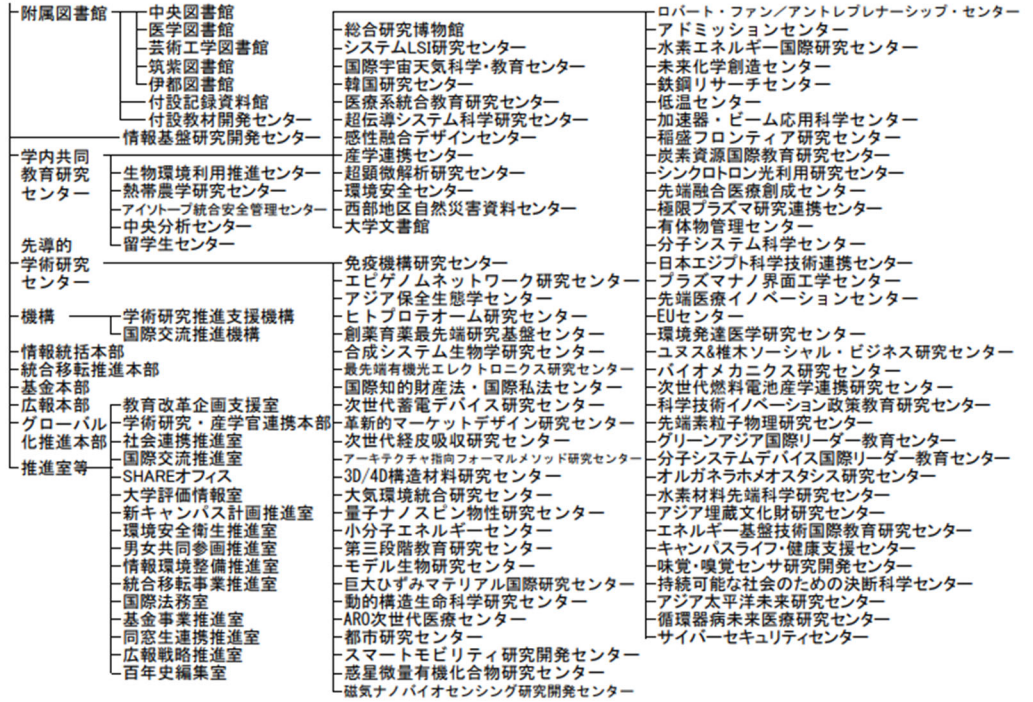 附属図書館
中央図書館
医学図書館
芸術工学図書館
筑紫図書館
伊都図書館
付設記録資料館
付設教材開発センター
情報基盤研究開発センター
学内共同
教育研究
センター
生物環境利用推進センター
熱帯農学研究センター
アイソトープ統合安全管理センター
中央分析センター
留学生センター
先導的
学術研究
センター
機構
学術研究推進支援機構
国際交流推進機構
情報統括本部
統合移転推進本部
基金本部
広報本部
グローバル
化推進本部
推進室等
教育改革企画支援室
学術研究・産学官連携本部
社会連携推進室
国際交流推進室
SHAREオフィス
大学評価情報室
新キャンパス計画推進室
環境安全衛生推進室
男女共同参画推進室
情報環境整備推進室
統合移転事業推進室
国際法務室
基金事業推進室
同窓生連携推進室
広報戦略推進室
百年史編集室
総合研究博物館
システムLSI研究センター
国際宇宙天気科学・教育センター
韓国研究センター
医療系統合教育研究センター
超伝導システム科学研究センター
感性融合デザインセンター
産学連携センター
超顕微解析研究センター
環境安全センター
西部地区自然災害資料センター
大学文書館
免疫機構研究センター
エピゲノムネットワーク研究センター
アジア保全生態学センター
ヒトプロテオーム研究センター
創薬育薬最先端研究基盤センター
合成システム生物学研究センター
最先端有機光エレクトロニクス研究センター
国際知的財産法・国際私法センター
次世代蓄電デバイス研究センター
革新的マーケットデザイン研究センター
次世代経皮吸収研究センター
アーキテクチャ指向フォーマルメソッド研究センター
3D/4D構造材料研究センター
大気環境統合研究センター
量子ナノスピン物性研究センター
小分子エネルギーセンター
第三段階教育研究センター
モデル生物研究センター
巨大ひずみマテリアル国際研究センター
動的構造生命科学研究センター
ARO次世代医療センター
都市研究センター
スマートモビリティ研究開発センター
惑星微量有機化合物研究センター
磁気ナノバイオセンシング研究開発センター
ロバート・ファン／アントレプレナーシップ・センター
アドミッションセンター
水素エネルギー国際研究センター
未来化学創造センター
鉄鋼リサーチセンター
低温センター
加速器・ビーム応用科学センター
稲盛フロンティア研究センター
炭素資源国際教育研究センター
シンクロトロン光利用研究センター
先端融合医療創成センター
極限プラズマ研究連携センター
有体物管理センター
分子システム科学センター
日本エジプト科学技術連携センター
プラズマナノ界面工学センター
先端医療イノベーションセンター
EUセンター
環境発達医学研究センター
ユヌス&椎木ソーシャル・ビジネス研究センター
バイオメカニクス研究センター
次世代燃料電池産学連携研究センター
科学技術イノベーション政策教育研究センター
先端素粒子物理研究センター
グリーンアジア国際リーダー教育センター
分子システムデバイス国際リーダー教育センター
オルガネラホメオスタシス研究センター
水素材料先端科学研究センター
アジア埋蔵文化財研究センター
エネルギー基盤技術国際教育研究センター
キャンパスライフ・健康支援センター
味覚・嗅覚センサ研究開発センター
持続可能な社会のための決断科学センター
アジア太平洋未来研究センター
循環器病未来医療研究センター
サイバーセキュリティセンター